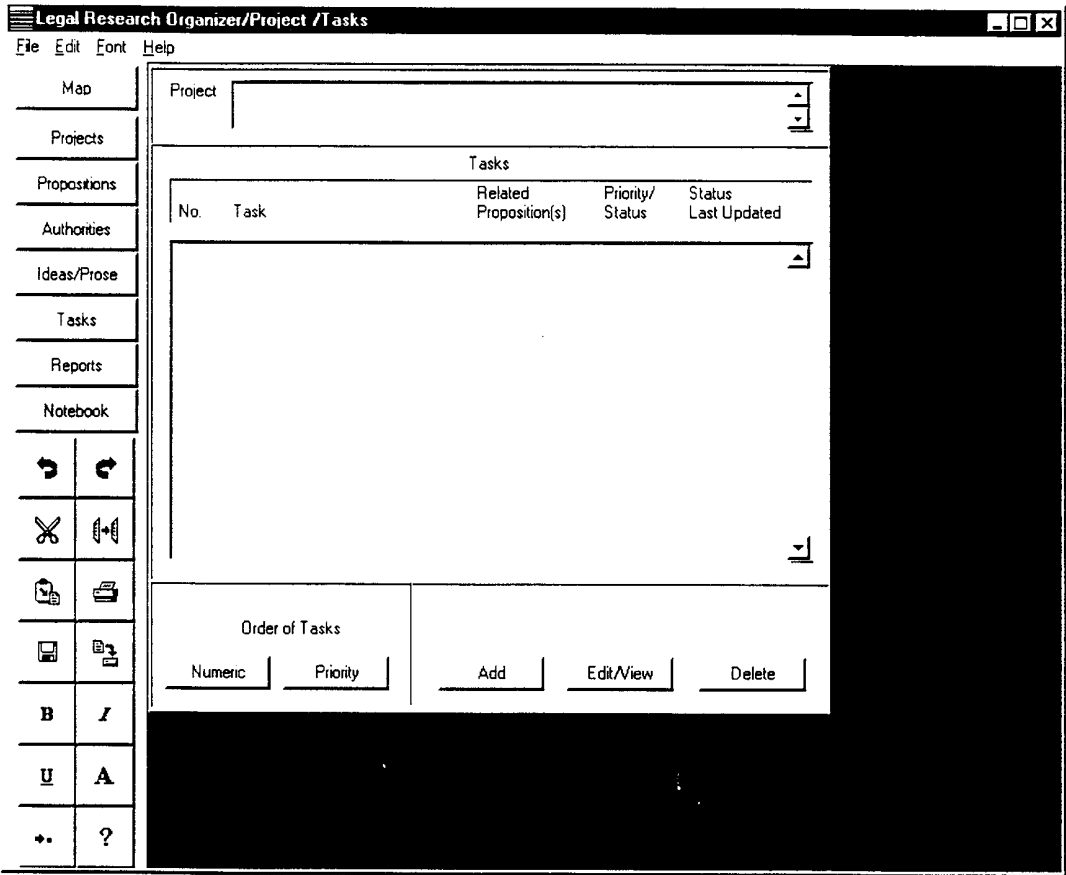 Legal Research Organizer/Project /Tasks
File Edit Font Help
Map
Projects
Propositions
Authorities
Ideas/Prose
Tasks
Reports
Notebook
B I
U A
?
Project
Tasks
No. Task Related Proposition(s) Priority/ Status Status Last Updated
Order of Tasks
Numeric Priority Add Edit/View Delete